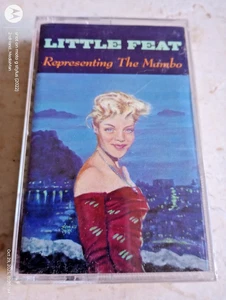 LITTLE FEAT
Representing The Mambo